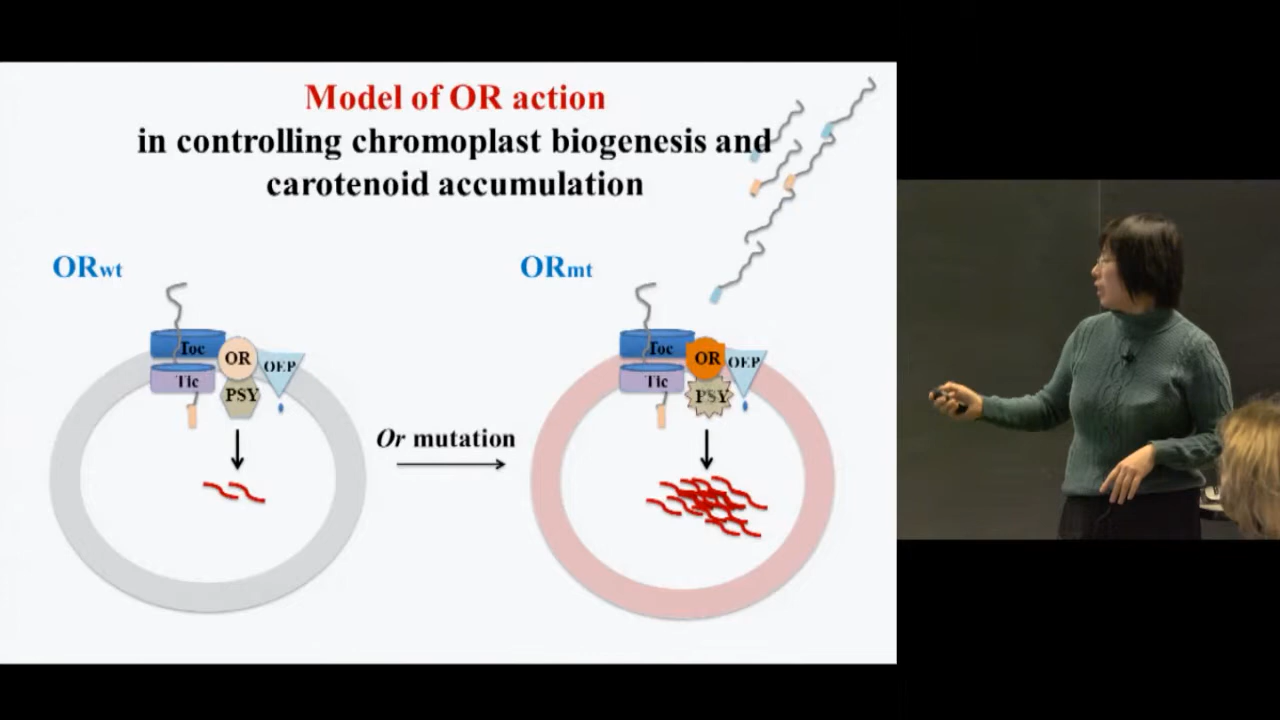 Model of OR action
in controlling chromoplast biogenesis and
carotenoid accumulation
ORwt
ORmt
Toc
OR
OEP
Tic
PSY
Or mutation
Toc
OR
OEP
Tic
PSY